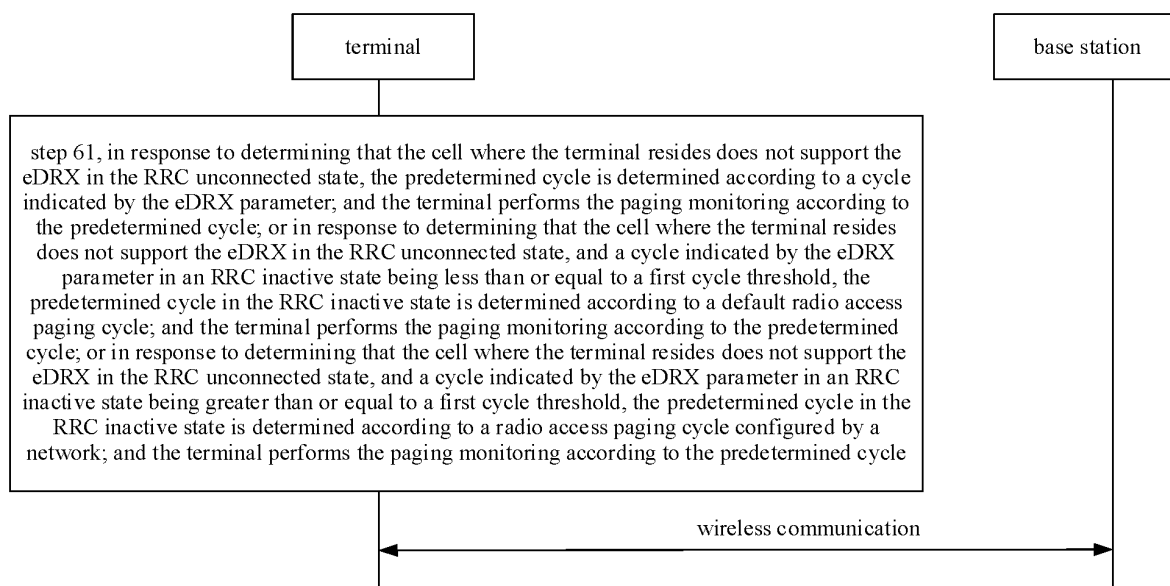 terminal
base station
step 61, in response to determining that the cell where the terminal resides does not support the
eDRX in the RRC unconnected state, the predetermined cycle is determined according to a cycle
indicated by the eDRX parameter; and the terminal performs the paging monitoring according to
the predetermined cycle; or in response to determining that the cell where the terminal resides
does not support the eDRX in the RRC unconnected state, and a cycle indicated by the eDRX
parameter in an RRC inactive state being less than or equal to a first cycle threshold, the
predetermined cycle in the RRC inactive state is determined according to a default radio access
paging cycle; and the terminal performs the paging monitoring according to the predetermined
cycle; or in response to determining that the cell where the terminal resides does not support the
eDRX in the RRC unconnected state, and a cycle indicated by the eDRX parameter in an RRC
inactive state being greater than or equal to a first cycle threshold, the predetermined cycle in the
RRC inactive state is determined according to a radio access paging cycle configured by a
network; and the terminal performs the paging monitoring according to the predetermined cycle
wireless communication